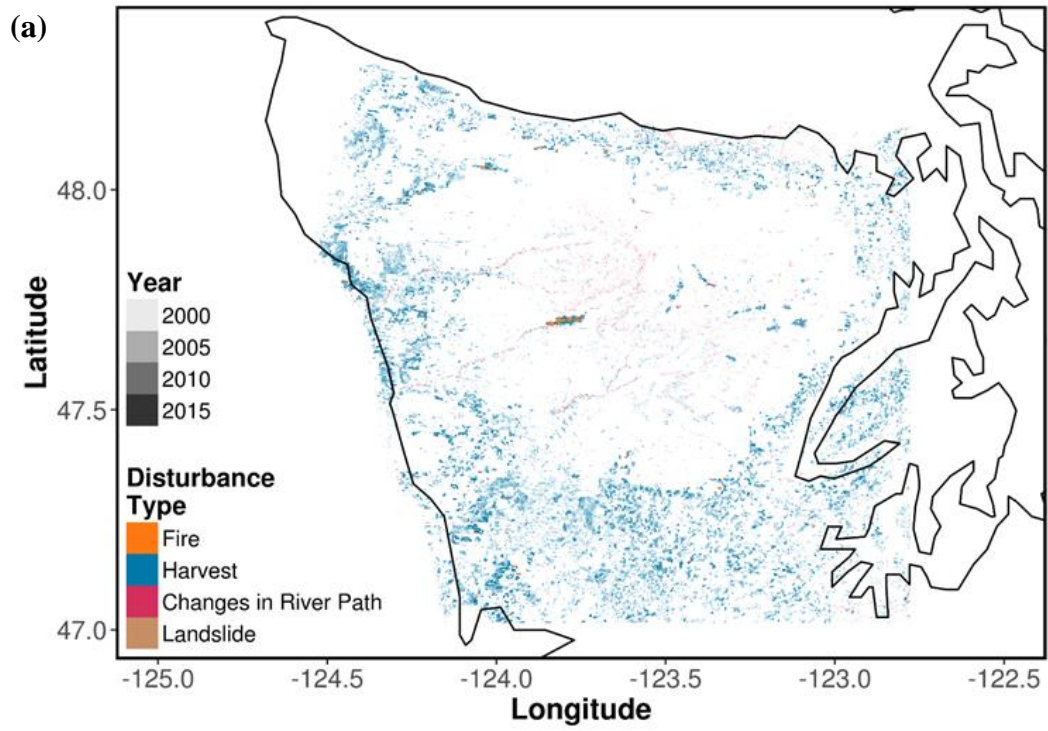 (a)
Latitude
48.0
47.5
47.0
Year
2000
2005
2010
2015
Disturbance
Type
Fire
Harvest
Changes in River Path
Landslide
-125.0 -124.5 -124.0 -123.5 -123.0 -122.5
Longitude